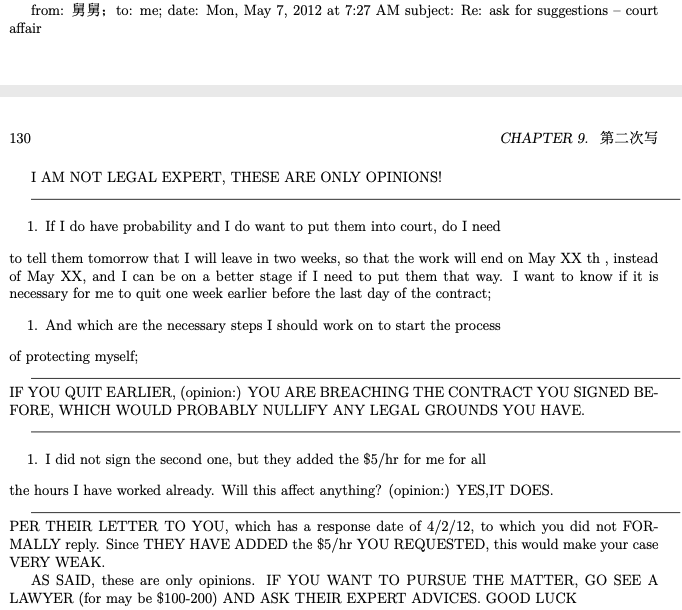 from: 舅舅; to: me; date: Mon, May 7, 2012 at 7:27 AM subject: Re: ask for suggestions – court
affair
130
CHAPTER 9. 第二次写
I AM NOT LEGAL EXPERT, THESE ARE ONLY OPINIONS!
1. If I do have probability and I do want to put them into court, do I need
to tell them tomorrow that I will leave in two weeks, so that the work will end on May XX th , instead
of May XX, and I can be on a better stage if I need to put them that way. I want to know if it is
necessary for me to quit one week earlier before the last day of the contract;
1. And which are the necessary steps I should work on to start the process
of protecting myself;
IF YOU QUIT EARLIER, (opinion:) YOU ARE BREACHING THE CONTRACT YOU SIGNED BE-
FORE, WHICH WOULD PROBABLY NULLIFY ANY LEGAL GROUNDS YOU HAVE.
1. I did not sign the second one, but they added the $5/hr for me for all
the hours I have worked already. Will this affect anything? (opinion:) YES,IT DOES.
PER THEIR LETTER TO YOU, which has a response date of 4/2/12, to which you did not FOR-
MALLY reply. Since THEY HAVE ADDED the $5/hr YOU REQUESTED, this would make your case
VERY WEAK.
AS SAID, these are only opinions. IF YOU WANT TO PURSUE THE MATTER, GO SEE A
LAWYER (for may be $100-200) AND ASK THEIR EXPERT ADVICES. GOOD LUCK